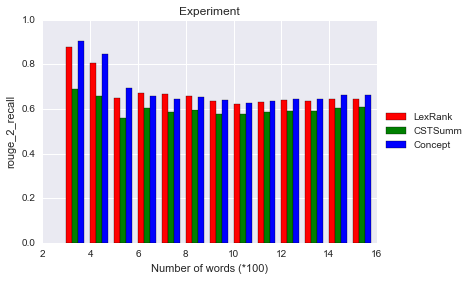 Experiment
1.0
0.8
0.6
0.4
0.2
0.0
rouge_2_recall
2 4 6 8 10 12 14 16
Number of words (*100)
LexRank
CSTSumm
Concept